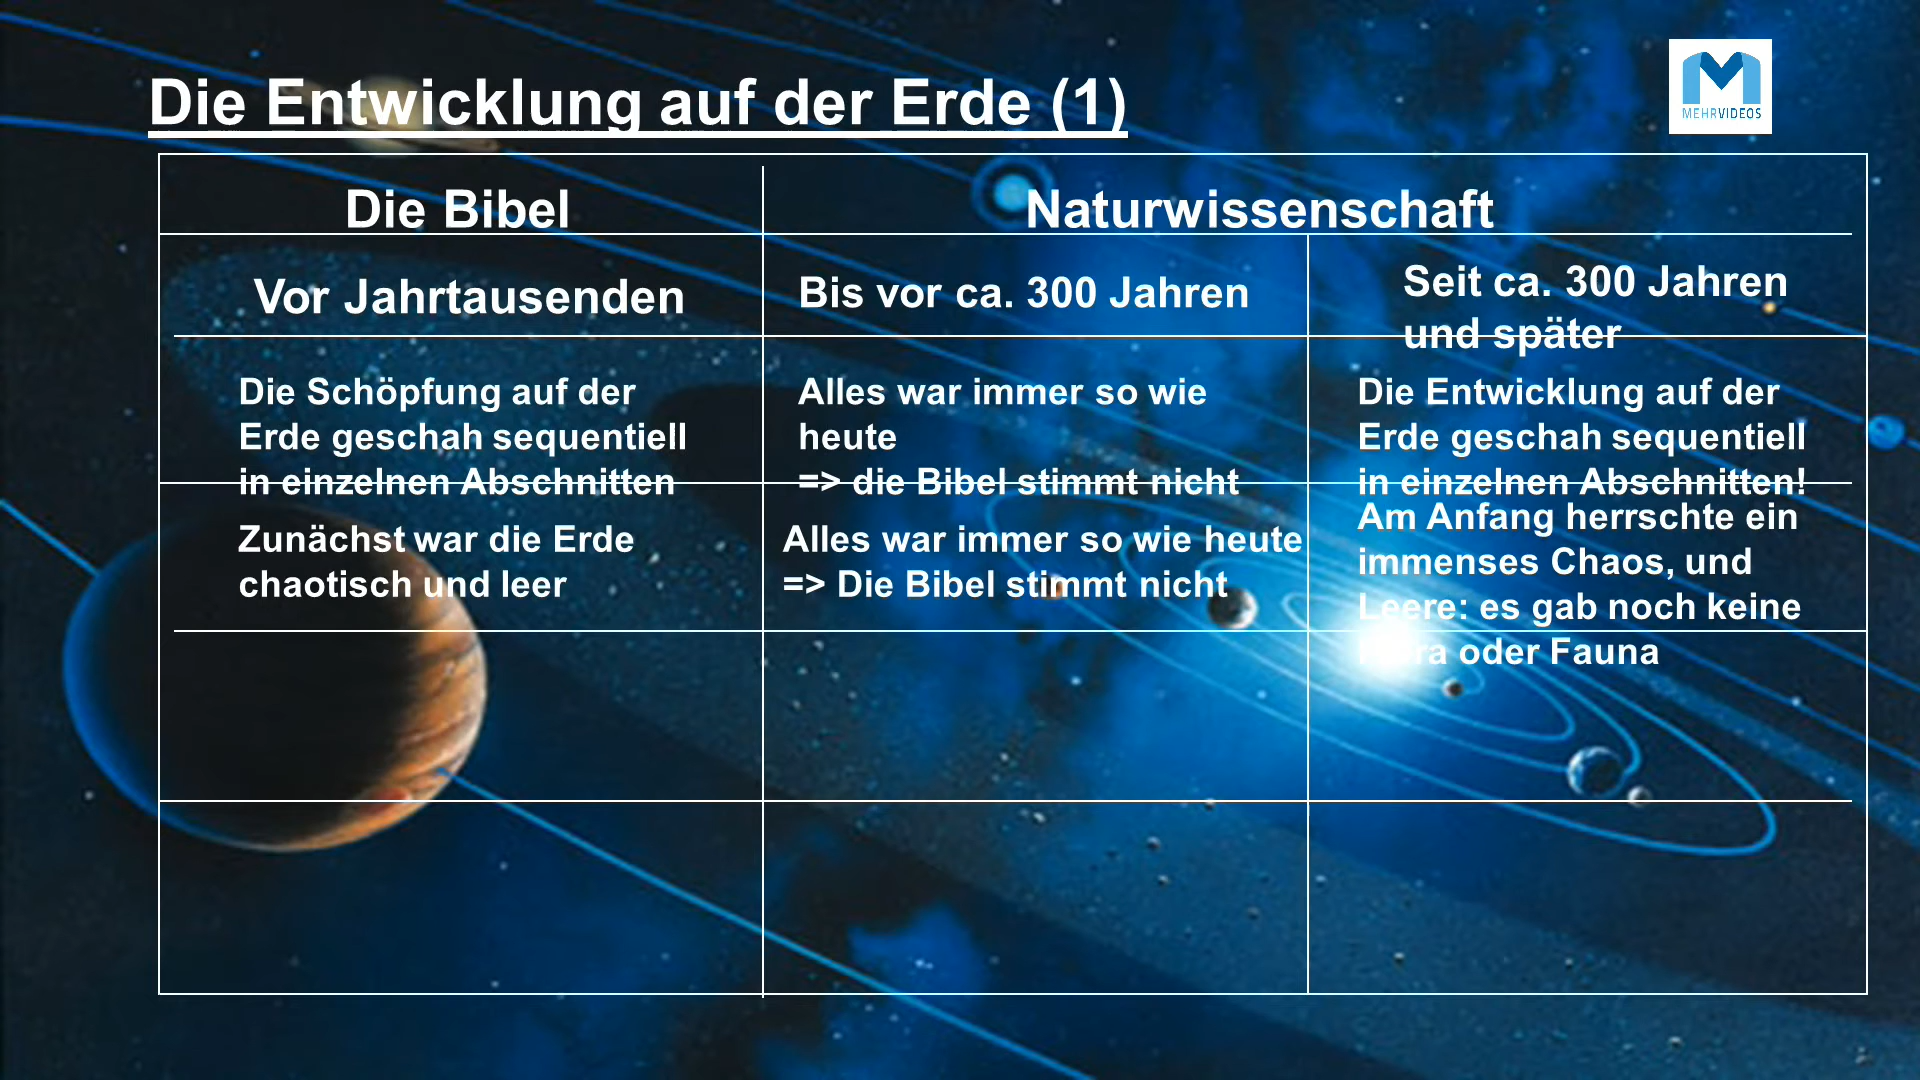 Die Entwicklung auf der Erde (1)
MEHRVIDEOS
Die Bibel
Naturwissenschaft
Vor Jahrtausenden
Bis vor ca. 300 Jahren
Seit ca. 300 Jahren
und später
Die Schöpfung auf der
Erde geschah sequentiell
in einzelnen Abschnitten
Alles war immer so wie
heute
=> die Bibel stimmt nicht
Die Entwicklung auf der
Erde geschah sequentiell
in einzelnen Abschnitten!
Zunächst war die Erde
chaotisch und leer
Alles war immer so wie heute
=> Die Bibel stimmt nicht
Am Anfang herrschte ein
immenses Chaos, und
Leere: es gab noch keine
Flora oder Fauna